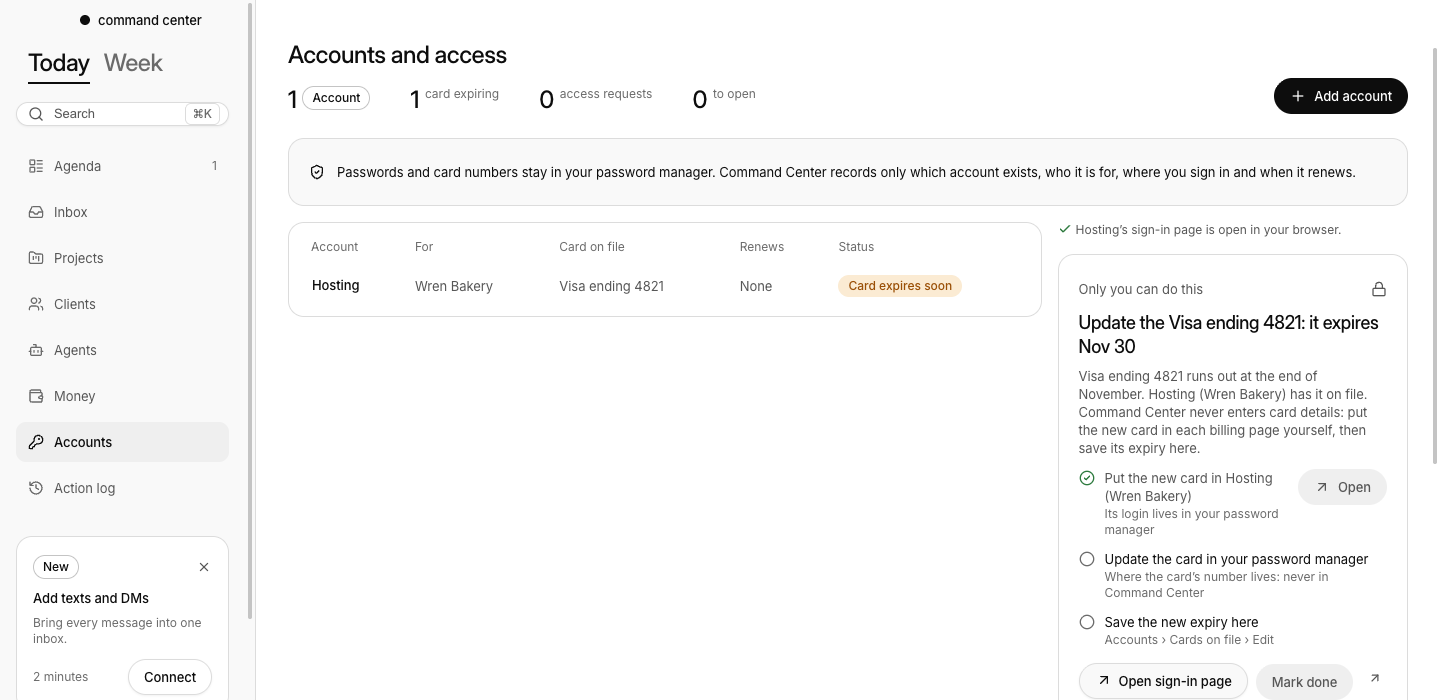 command center
Today Week
Search ⌘K
Agenda 1
Inbox
Projects
Clients
Agents
Money
Accounts
Action log
New
Add texts and DMs
Bring every message into one
inbox.
2 minutes Connect
Accounts and access
1 Account 1 card expiring 0 access requests 0 to open
Add account
Passwords and card numbers stay in your password manager. Command Center records only which account exists, who it is for, where you sign in and when it renews.
Account For Card on file Renews Status
Hosting Wren Bakery Visa ending 4821 None Card expires soon
Hosting’s sign-in page is open in your browser.
Only you can do this
Update the Visa ending 4821: it expires
Nov 30
Visa ending 4821 runs out at the end of
November. Hosting (Wren Bakery) has it on file.
Command Center never enters card details: put
the new card in each billing page yourself, then
save its expiry here.
Put the new card in Hosting
(Wren Bakery)
Its login lives in your password
manager
Open
Update the card in your password manager
Where the card’s number lives: never in
Command Center
Save the new expiry here
Accounts › Cards on file › Edit
Open sign-in page Mark done